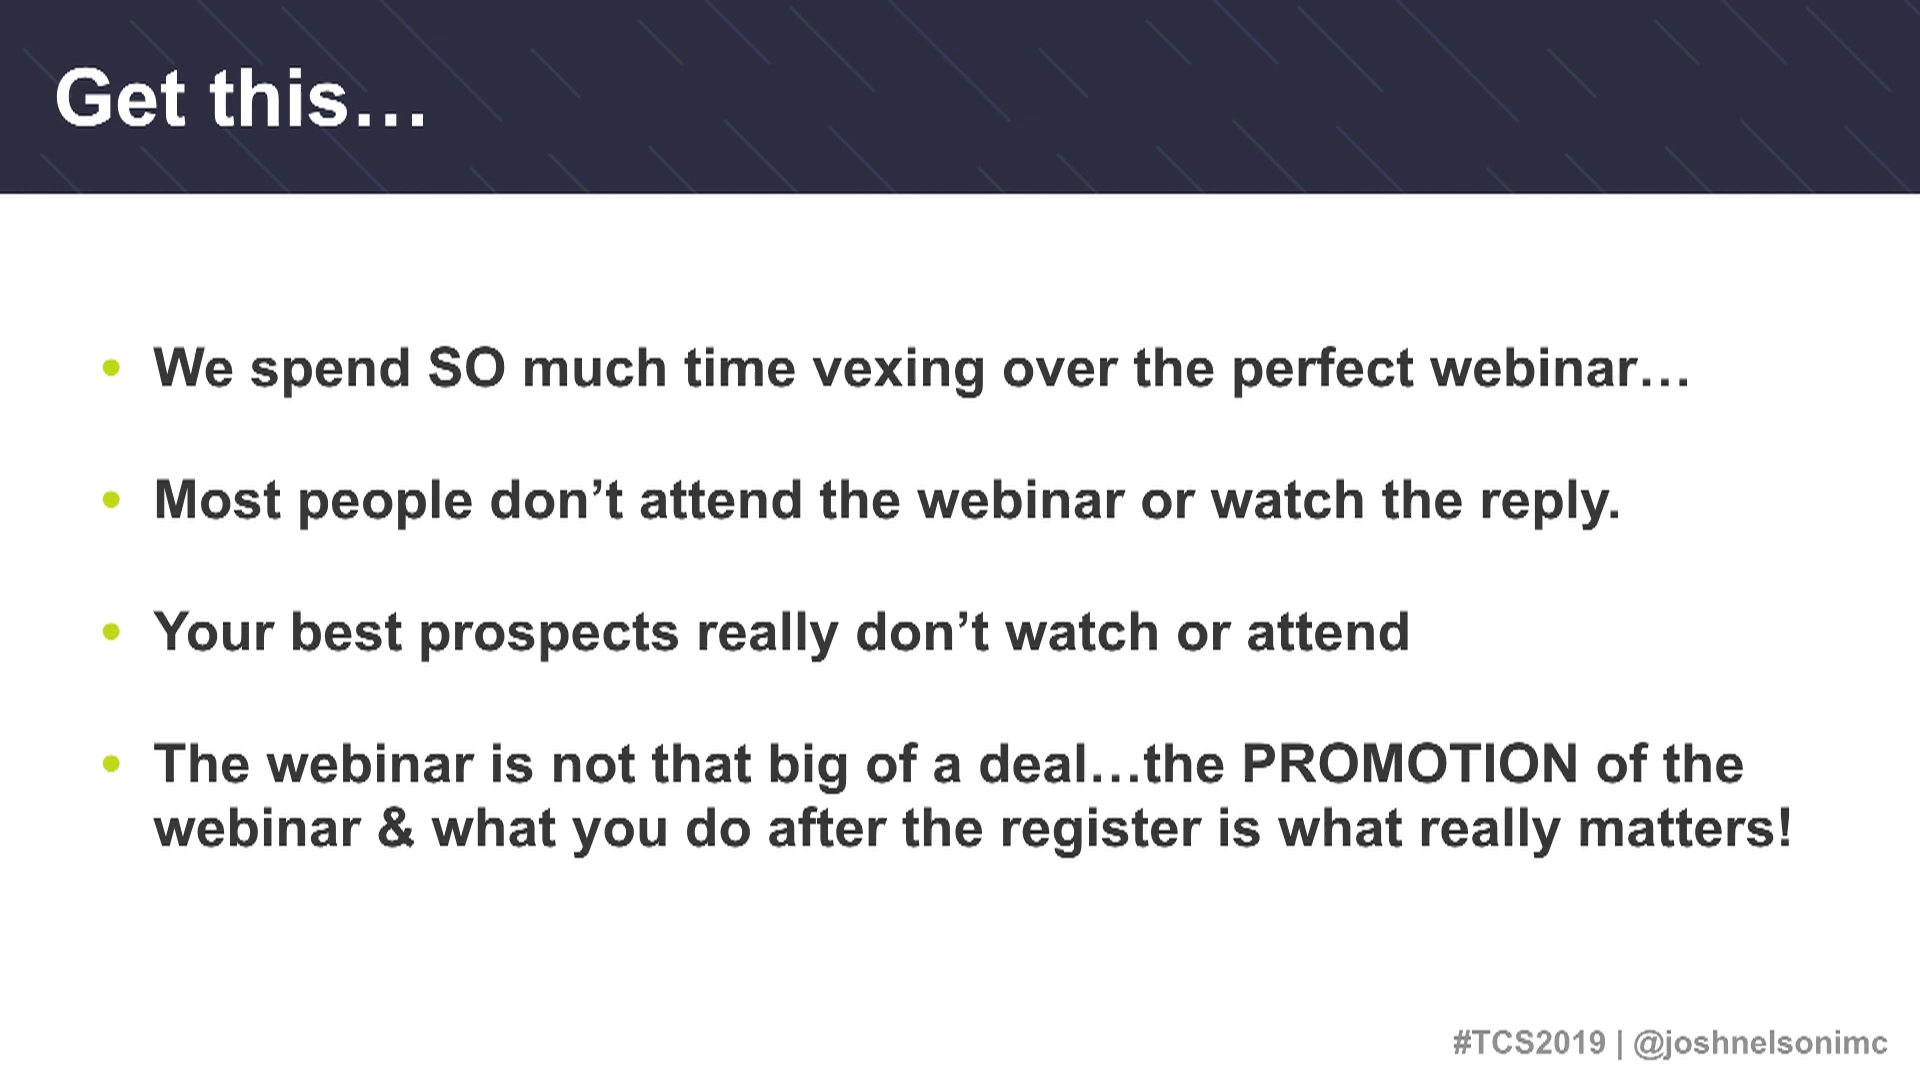 Get this…
• We spend SO much time vexing over the perfect webinar…
• Most people don’t attend the webinar or watch the reply.
• Your best prospects really don’t watch or attend
• The webinar is not that big of a deal…the PROMOTION of the
webinar & what you do after the register is what really matters!
#TCS2019 | @joshnelsonimc